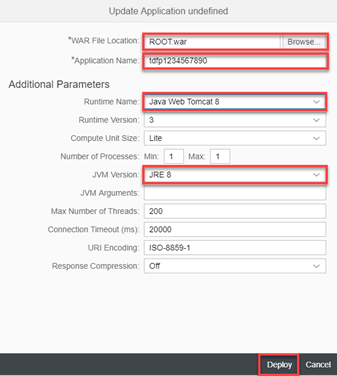 Update Application undefined
*WAR File Location: ROOT.war Browse...
*Application Name: tdfp1234567890
Additional Parameters
Runtime Name: Java Web Tomcat 8
Runtime Version: 3
Compute Unit Size: Lite
Number of Processes: Min: 1 Max: 1
JVM Version: JRE 8
JVM Arguments:
Max Number of Threads: 200
Connection Timeout (ms): 20000
URI Encoding: ISO-8859-1
Response Compression: Off
Deploy Cancel